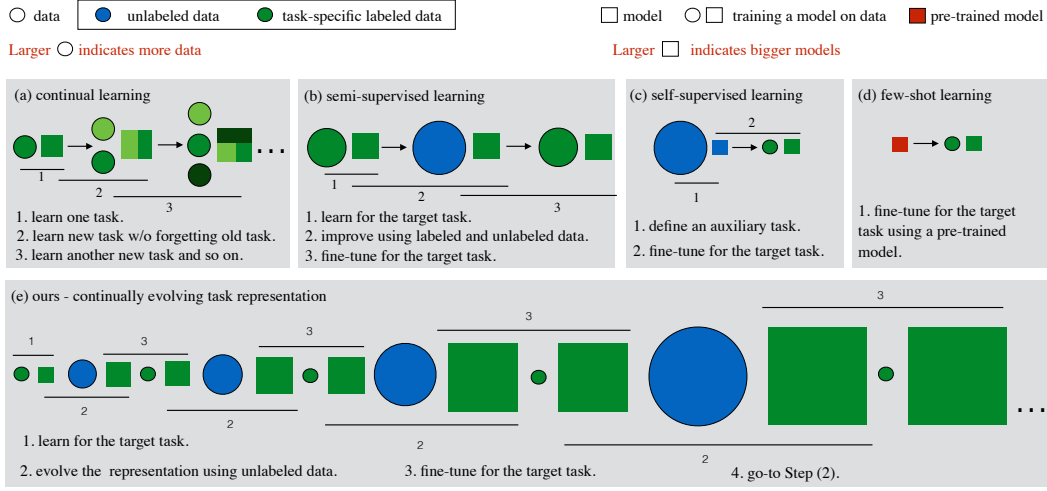 data
unlabeled data
task-specific labeled data
model
training a model on data
pre-trained model
Larger indicates more data
Larger indicates bigger models
(a) continual learning
1
2
3
...
1. learn one task.
2. learn new task w/o forgetting old task.
3. learn another new task and so on.
(b) semi-supervised learning
1
2
3
1. learn for the target task.
2. improve using labeled and unlabeled data.
3. fine-tune for the target task.
(c) self-supervised learning
2
1
1. define an auxiliary task.
2. fine-tune for the target task.
(d) few-shot learning
1. fine-tune for the target
task using a pre-trained
model.
(e) ours - continually evolving task representation
1
3
3
3
3
2
2
2
2
...
1. learn for the target task.
2. evolve the representation using unlabeled data.
3. fine-tune for the target task.
4. go-to Step (2).